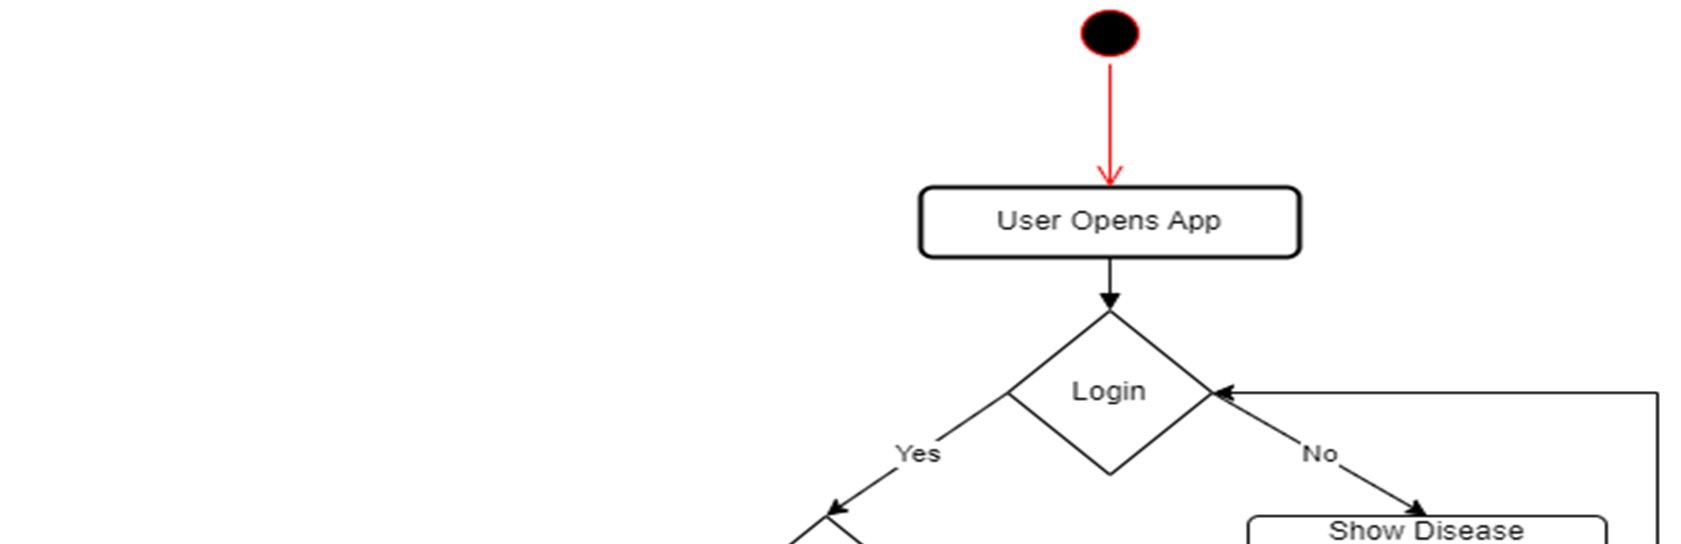 User Opens App
Login
Yes
No
Show Disease